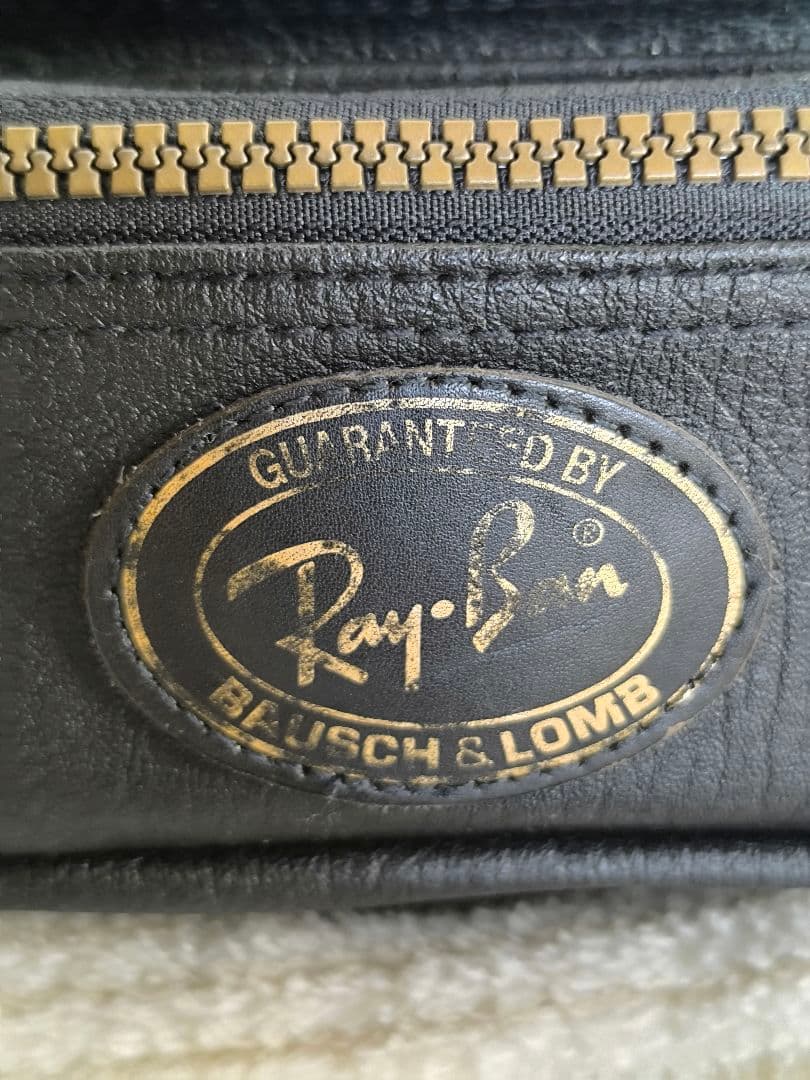 GUARANTEED BY
Ray-Ban®
BAUSCH & LOMB